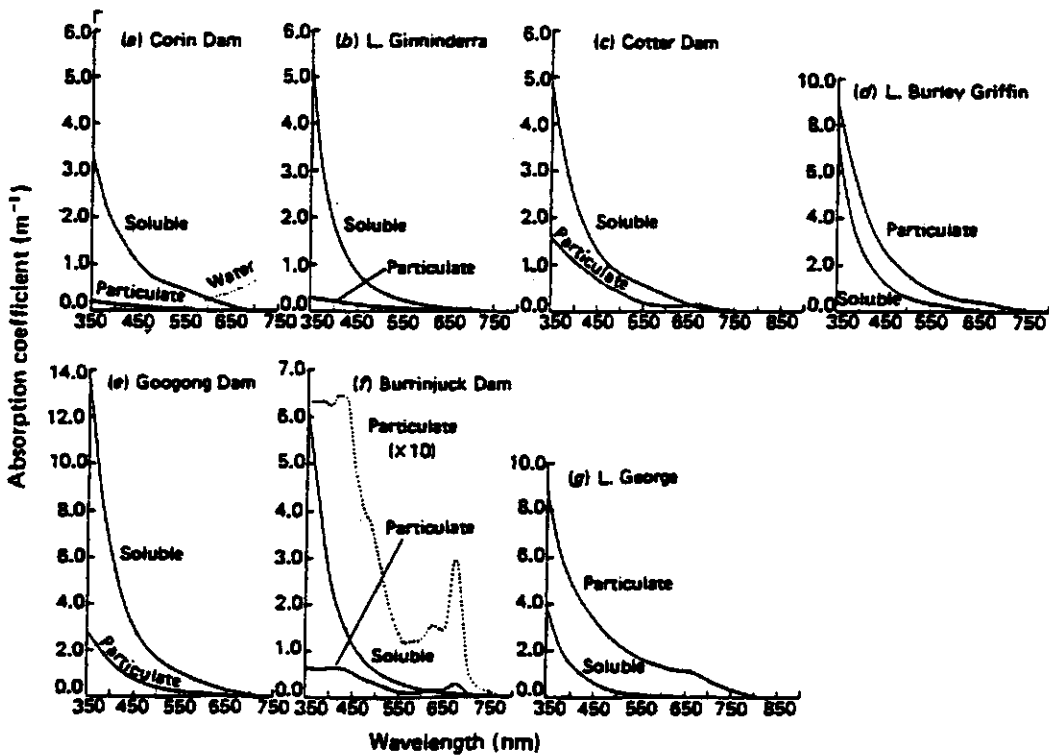 Absorption coefficient (m⁻¹)
(a) Corin Dam
6.0
5.0
4.0
3.0
2.0
1.0
0.0
Soluble
Water
Particulate
350 450 550 650 750
(b) L. Ginninderra
6.0
5.0
4.0
3.0
2.0
1.0
0.0
Soluble
Particulate
350 450 550 650 750
(c) Cotter Dam
6.0
5.0
4.0
3.0
2.0
1.0
0.0
Soluble
Particulate
350 450 550 650 750
(d) L. Burley Griffin
10.0
8.0
6.0
4.0
2.0
0.0
Particulate
Soluble
350 450 550 650 750
(e) Googong Dam
14.0
12.0
10.0
8.0
6.0
4.0
2.0
0.0
Soluble
Particulate
350 450 550 650 750
(f) Burrinjuck Dam
7.0
6.0
5.0
4.0
3.0
2.0
1.0
0.0
Particulate
(×10)
Particulate
Soluble
350 450 550 650 750
(g) L. George
10.0
8.0
6.0
4.0
2.0
0.0
Particulate
Soluble
350 450 550 650 750 850
Wavelength (nm)